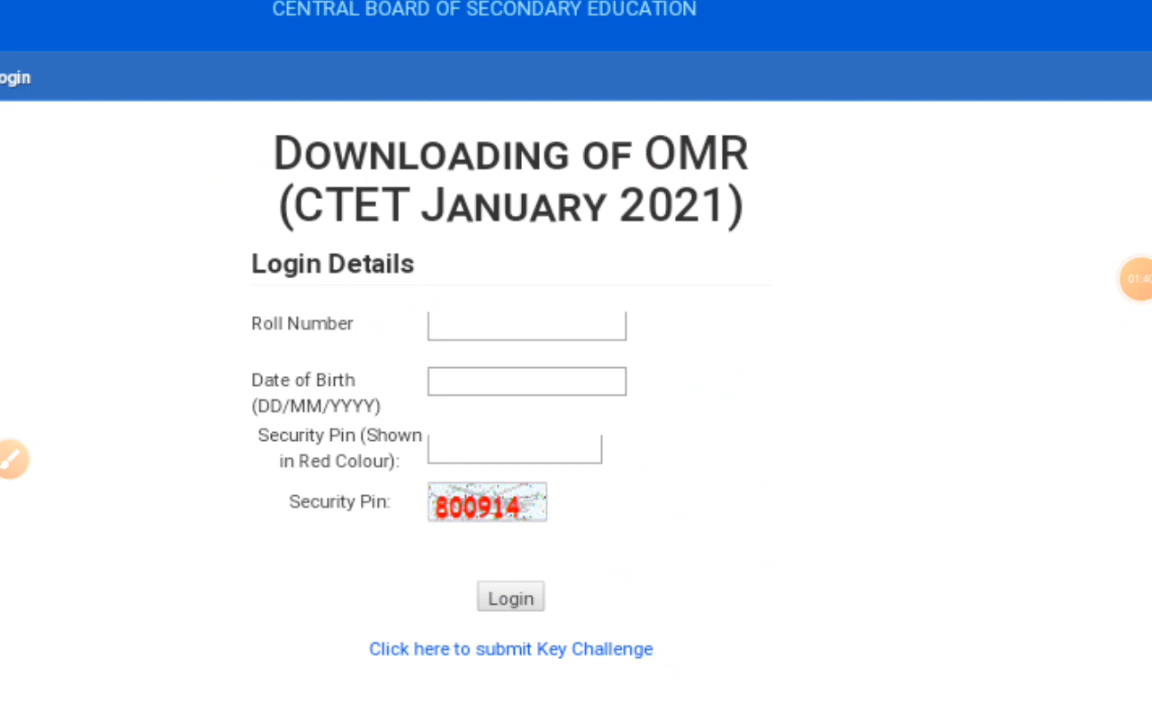 CENTRAL BOARD OF SECONDARY EDUCATION
ogin
DOWNLOADING OF OMR
(CTET JANUARY 2021)
Login Details
Roll Number
Date of Birth
(DD/MM/YYYY)
Security Pin (Shown
in Red Colour):
Security Pin:
800914
Login
Click here to submit Key Challenge
01:40